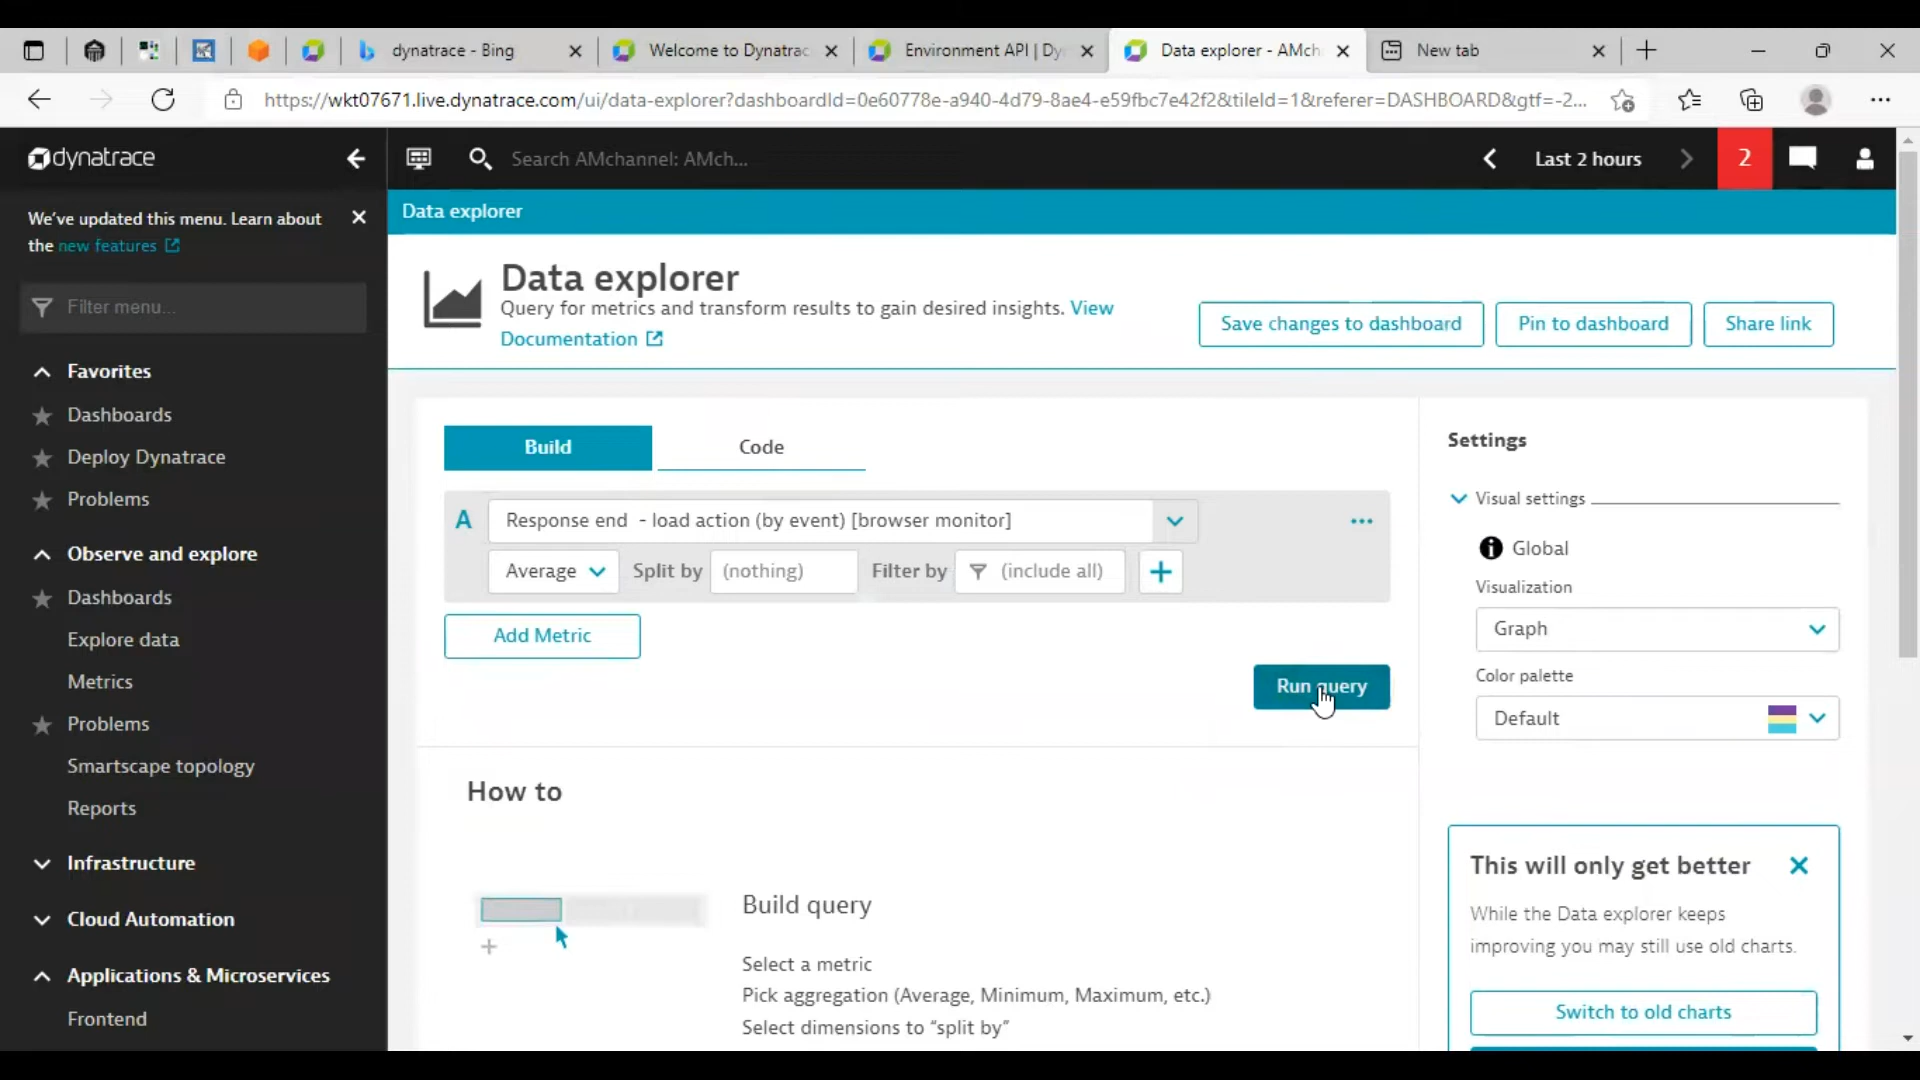 dynatrace - Bing
Welcome to Dynatrac
Environment API | Dy
Data explorer - AMch
New tab
https://wkt07671.live.dynatrace.com/ui/data-explorer?dashboardId=0e60778e-a940-4d79-8ae4-e59fbc7e42f2&tileId=1&referer=DASHBOARD&gtf=-2...
dynatrace
Search AMchannel: AMch...
Last 2 hours
2
We've updated this menu. Learn about
the new features
Filter menu...
Favorites
Dashboards
Deploy Dynatrace
Problems
Observe and explore
Dashboards
Explore data
Metrics
Problems
Smartscape topology
Reports
Infrastructure
Cloud Automation
Applications & Microservices
Frontend
Data explorer
Data explorer
Query for metrics and transform results to gain desired insights. View
Documentation
Save changes to dashboard
Pin to dashboard
Share link
Build
Code
A
Response end - load action (by event) [browser monitor]
...
Average
Split by
(nothing)
Filter by
(include all)
Add Metric
Run query
How to
Build query
Select a metric
Pick aggregation (Average, Minimum, Maximum, etc.)
Select dimensions to "split by"
Settings
Visual settings
Global
Visualization
Graph
Color palette
Default
This will only get better
While the Data explorer keeps
improving you may still use old charts.
Switch to old charts